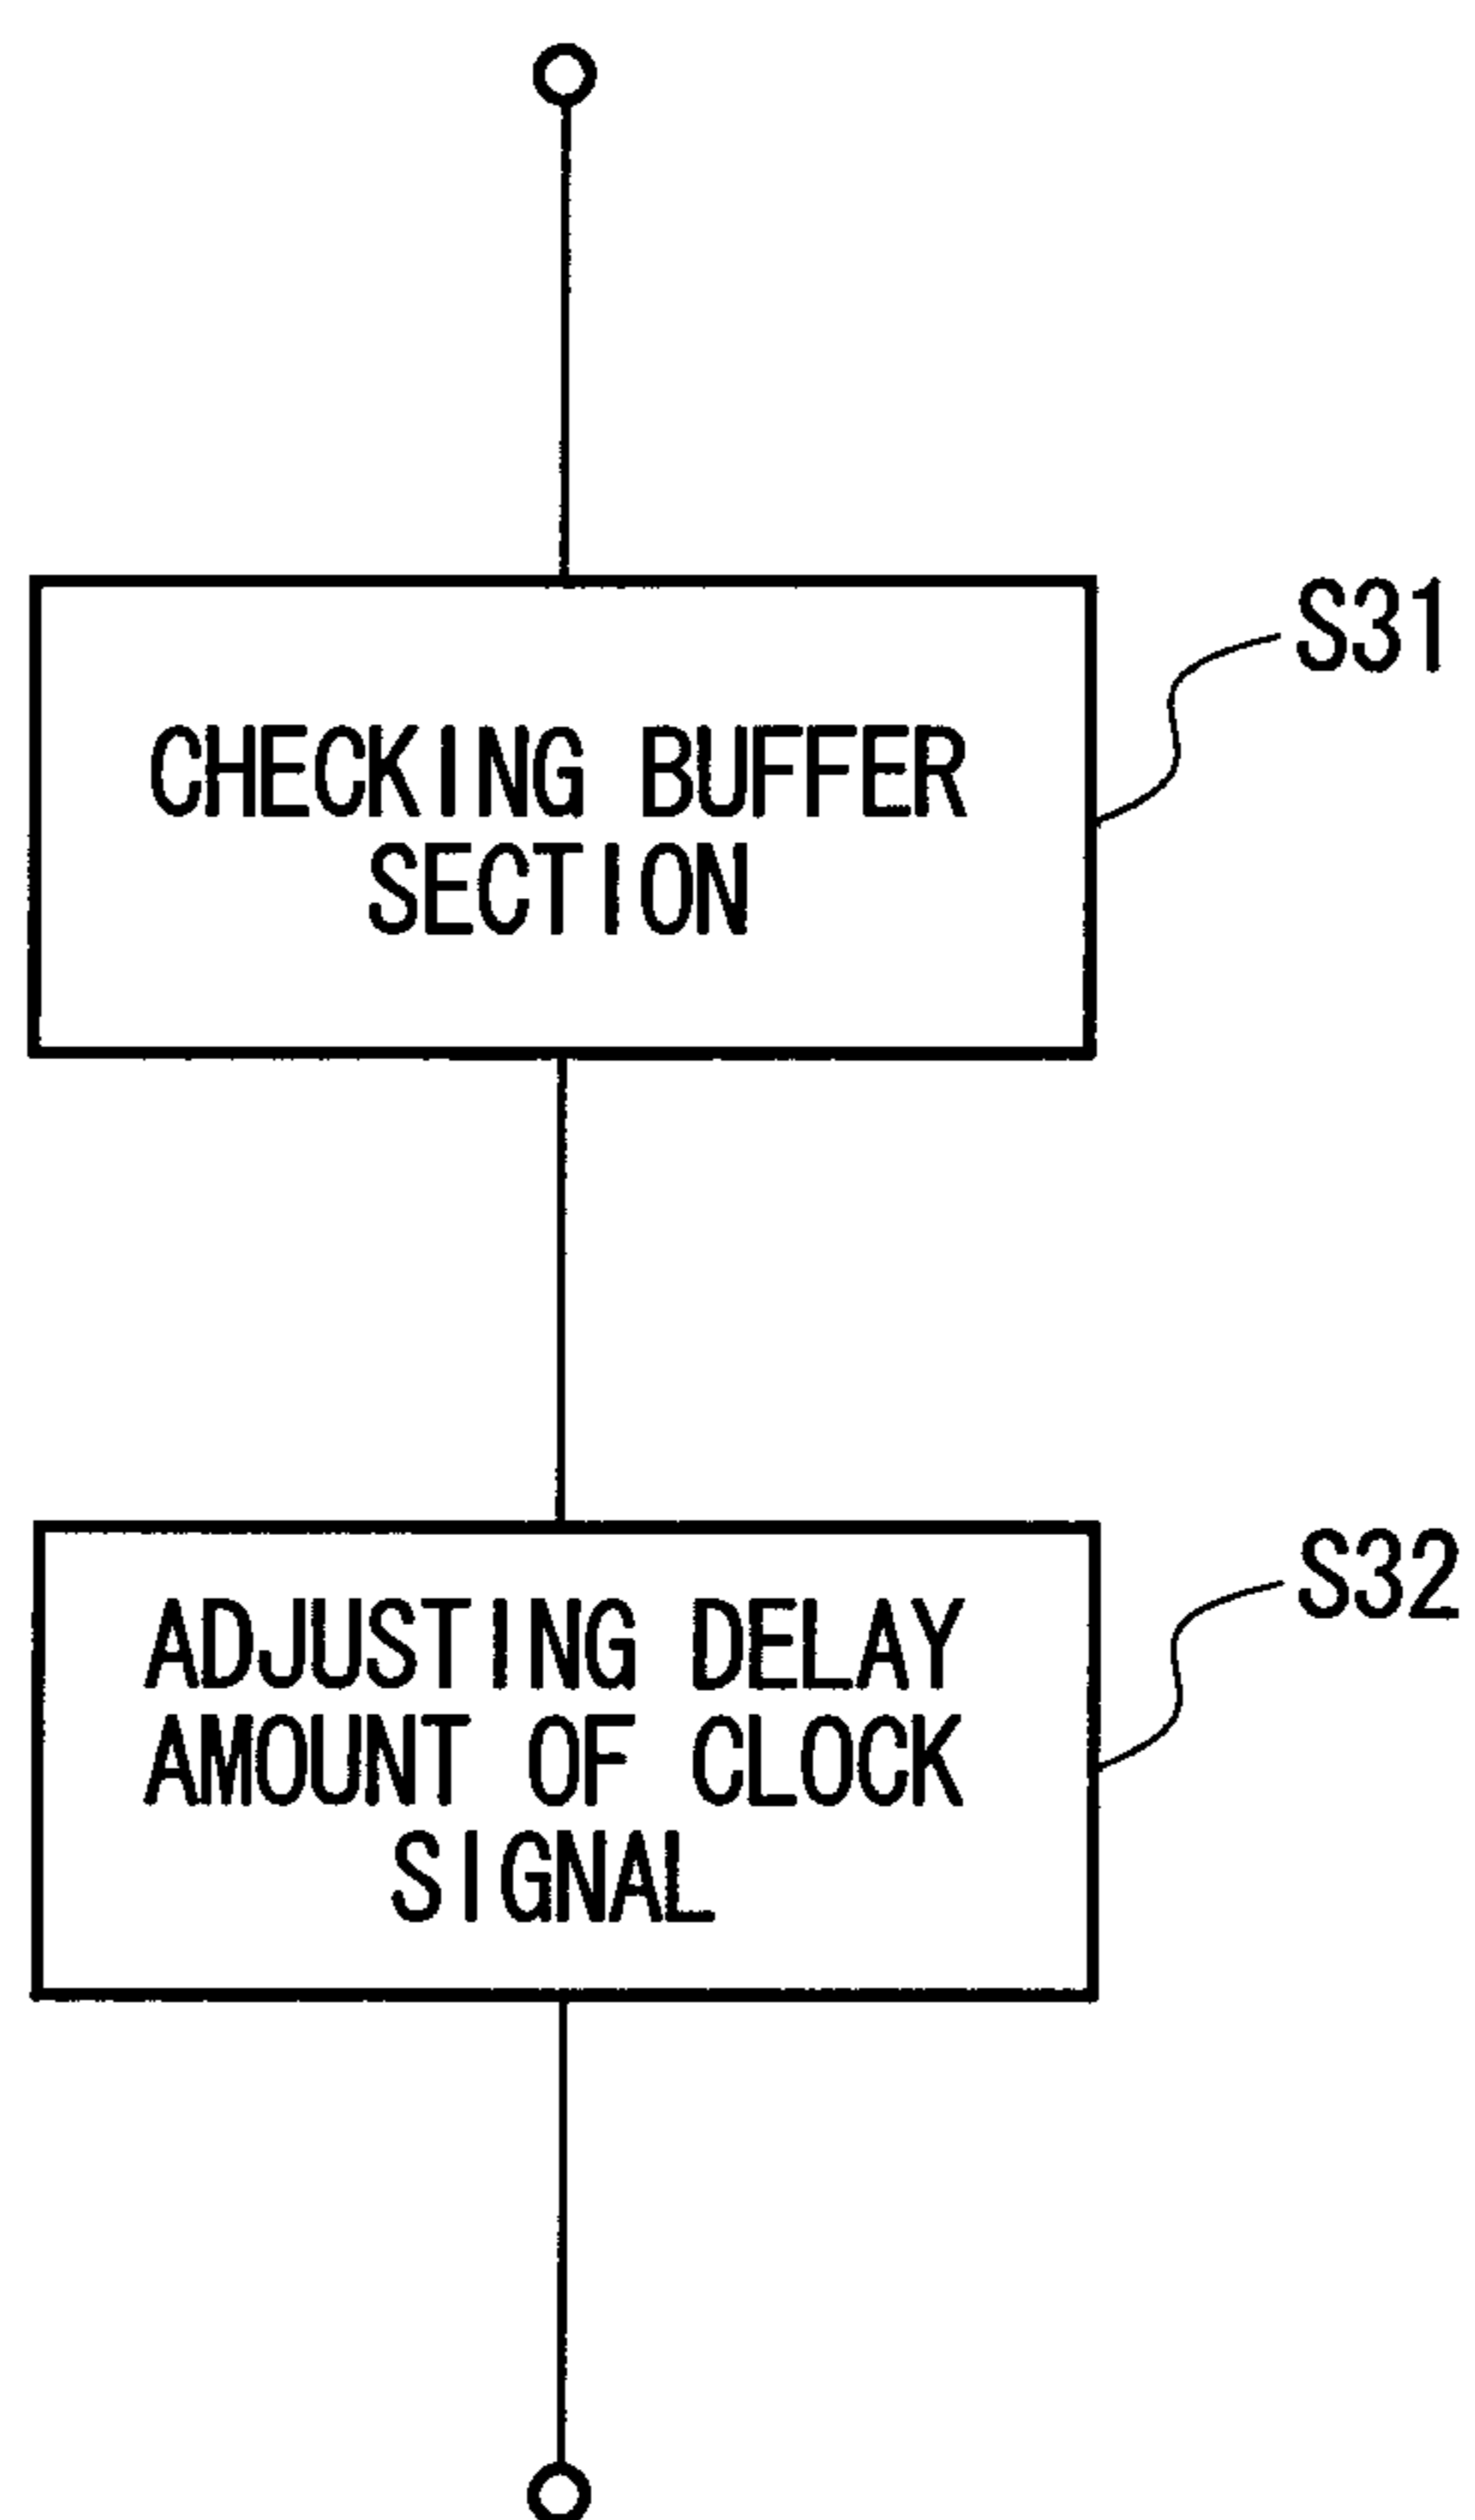 S31
CHECKING BUFFER
SECTION
S32
ADJUSTING DELAY
AMOUNT OF CLOCK
SIGNAL